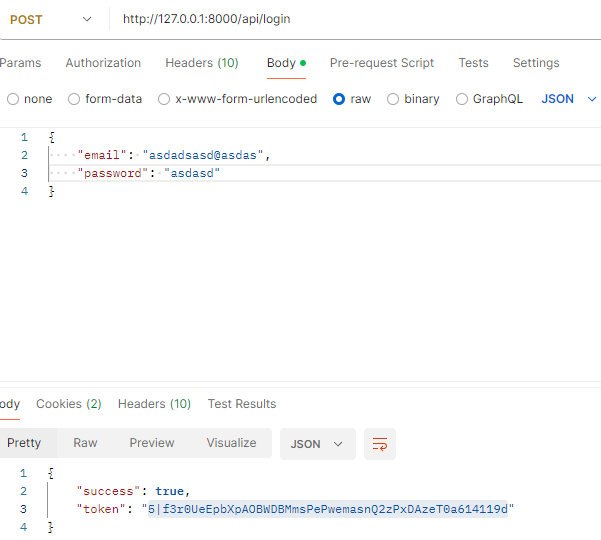 POST http://127.0.0.1:8000/api/login
Params Authorization Headers (10) Body Pre-request Script Tests Settings
none form-data x-www-form-urlencoded raw binary GraphQL JSON
1 {
2 "email": "asdadsasd@asdas",
3 "password": "asdasd"
4 }
ody Cookies (2) Headers (10) Test Results
Pretty Raw Preview Visualize JSON
1 {
2 "success": true,
3 "token": "5|f3r0UeEpbXpAOBWDBMmsPePwemasnQ2zPxDAzeT0a614119d"
4 }